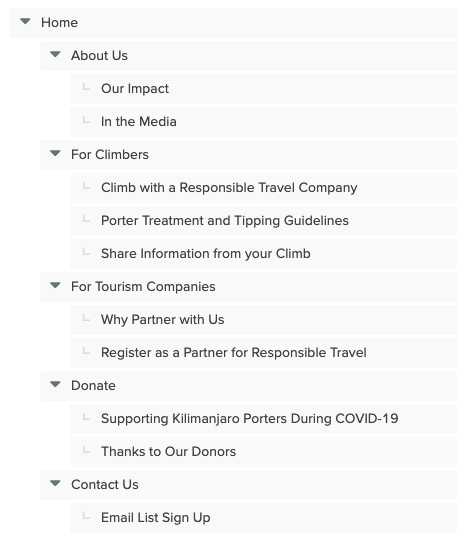 Home
About Us
Our Impact
In the Media
For Climbers
Climb with a Responsible Travel Company
Porter Treatment and Tipping Guidelines
Share Information from your Climb
For Tourism Companies
Why Partner with Us
Register as a Partner for Responsible Travel
Donate
Supporting Kilimanjaro Porters During COVID-19
Thanks to Our Donors
Contact Us
Email List Sign Up